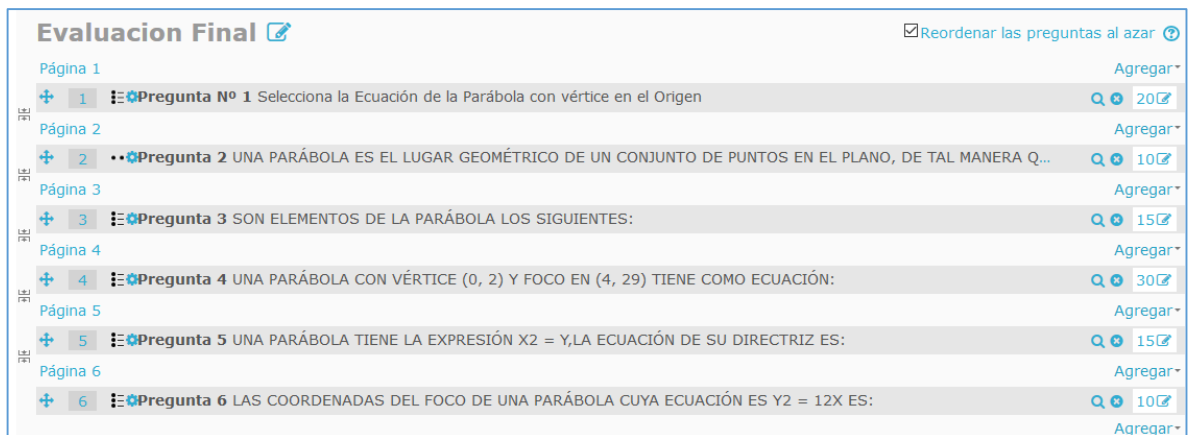 Evaluacion Final
Reordenar las preguntas al azar
Página 1 Agregar
1 Pregunta Nº 1 Selecciona la Ecuación de la Parábola con vértice en el Origen 20
Página 2 Agregar
2 Pregunta 2 UNA PARÁBOLA ES EL LUGAR GEOMÉTRICO DE UN CONJUNTO DE PUNTOS EN EL PLANO, DE TAL MANERA Q... 10
Página 3 Agregar
3 Pregunta 3 SON ELEMENTOS DE LA PARÁBOLA LOS SIGUIENTES: 15
Página 4 Agregar
4 Pregunta 4 UNA PARÁBOLA CON VÉRTICE (0, 2) Y FOCO EN (4, 29) TIENE COMO ECUACIÓN: 30
Página 5 Agregar
5 Pregunta 5 UNA PARÁBOLA TIENE LA EXPRESIÓN X2 = Y,LA ECUACIÓN DE SU DIRECTRIZ ES: 15
Página 6 Agregar
6 Pregunta 6 LAS COORDENADAS DEL FOCO DE UNA PARÁBOLA CUYA ECUACIÓN ES Y2 = 12X ES: 10
Agregar